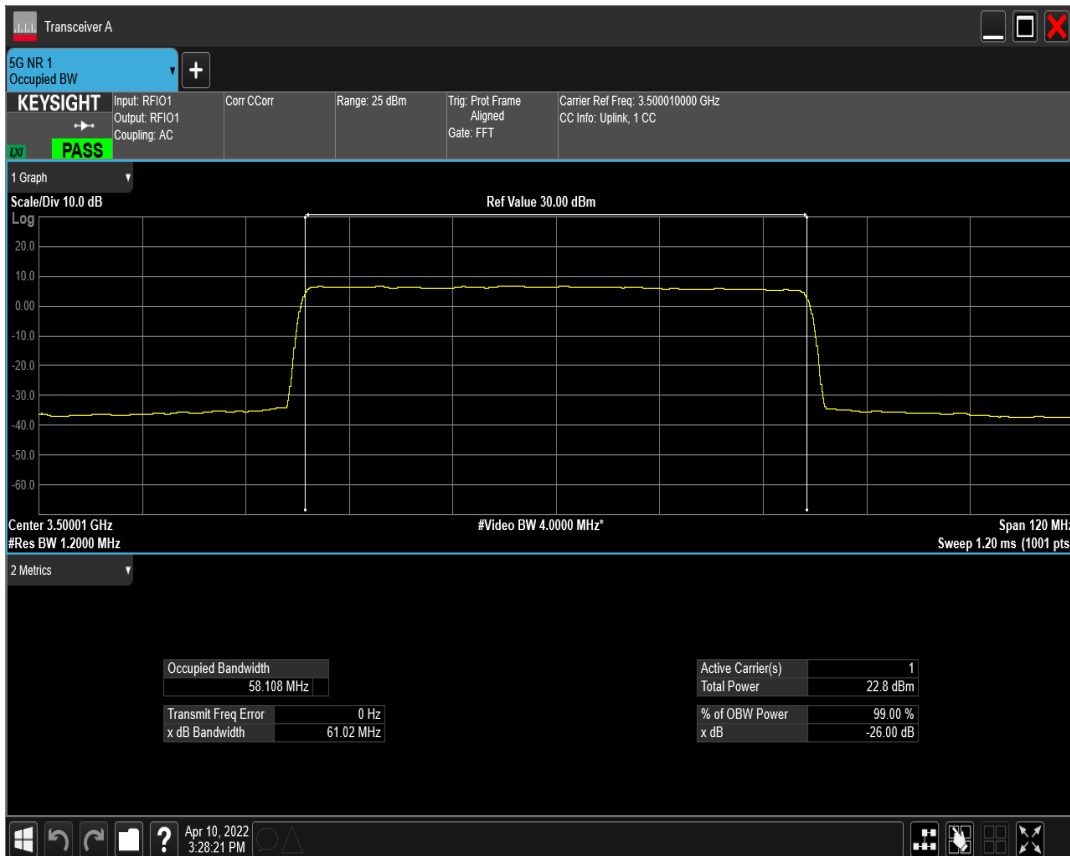 Transceiver A
5G NR 1
Occupied BW
+
KEYSIGHT
LXI
PASS
Input: RFIO1
Output: RFIO1
Coupling: AC
Corr CCorr
Range: 25 dBm
Trig: Prot Frame
Aligned
Gate: FFT
Carrier Ref Freq: 3.500010000 GHz
CC Info: Uplink, 1 CC
1 Graph
Scale/Div 10.0 dB
Ref Value 30.00 dBm
Log
20.0
10.0
0.00
-10.0
-20.0
-30.0
-40.0
-50.0
-60.0
Center 3.50001 GHz
#Video BW 4.0000 MHz*
Span 120 MHz
#Res BW 1.2000 MHz
Sweep 1.20 ms (1001 pts
2 Metrics
Occupied Bandwidth
58.108 MHz
Transmit Freq Error 0 Hz
x dB Bandwidth 61.02 MHz
Active Carrier(s) 1
Total Power 22.8 dBm
% of OBW Power 99.00 %
x dB -26.00 dB
?
Apr 10, 2022
3:28:21 PM